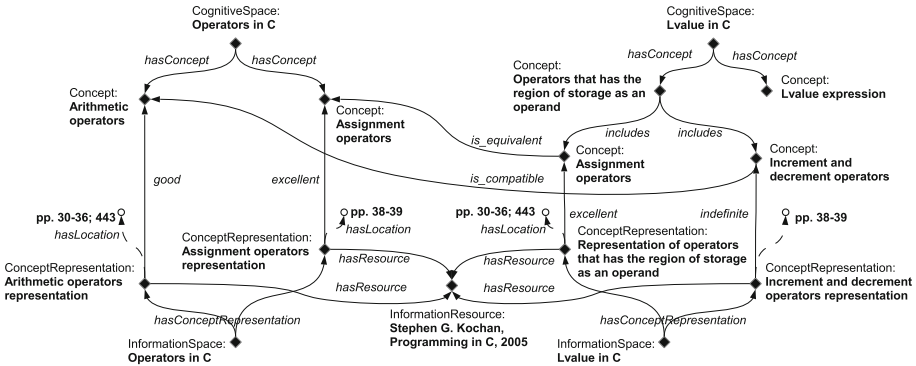 CognitiveSpace:
Operators in C
hasConcept
hasConcept
Concept:
Arithmetic
operators
Concept:
Assignment
operators
CognitiveSpace:
Lvalue in C
hasConcept
hasConcept
Concept:
Operators that has the
region of storage as an
operand
Concept:
Lvalue expression
includes
includes
is_equivalent
Concept:
Assignment
operators
Concept:
Increment and
decrement operators
is_compatible
good
excellent
excellent
indefinite
pp. 30-36; 443
hasLocation
pp. 38-39
hasLocation
pp. 30-36; 443
hasLocation
pp. 38-39
ConceptRepresentation:
Arithmetic operators
representation
ConceptRepresentation:
Assignment operators
representation
ConceptRepresentation:
Representation of operators
that has the region of storage
as an operand
ConceptRepresentation:
Increment and decrement
operators representation
hasResource
hasResource
hasResource
hasResource
hasConceptRepresentation
hasConceptRepresentation
InformationResource:
Stephen G. Kochan,
Programming in C, 2005
InformationSpace:
Operators in C
InformationSpace:
Lvalue in C